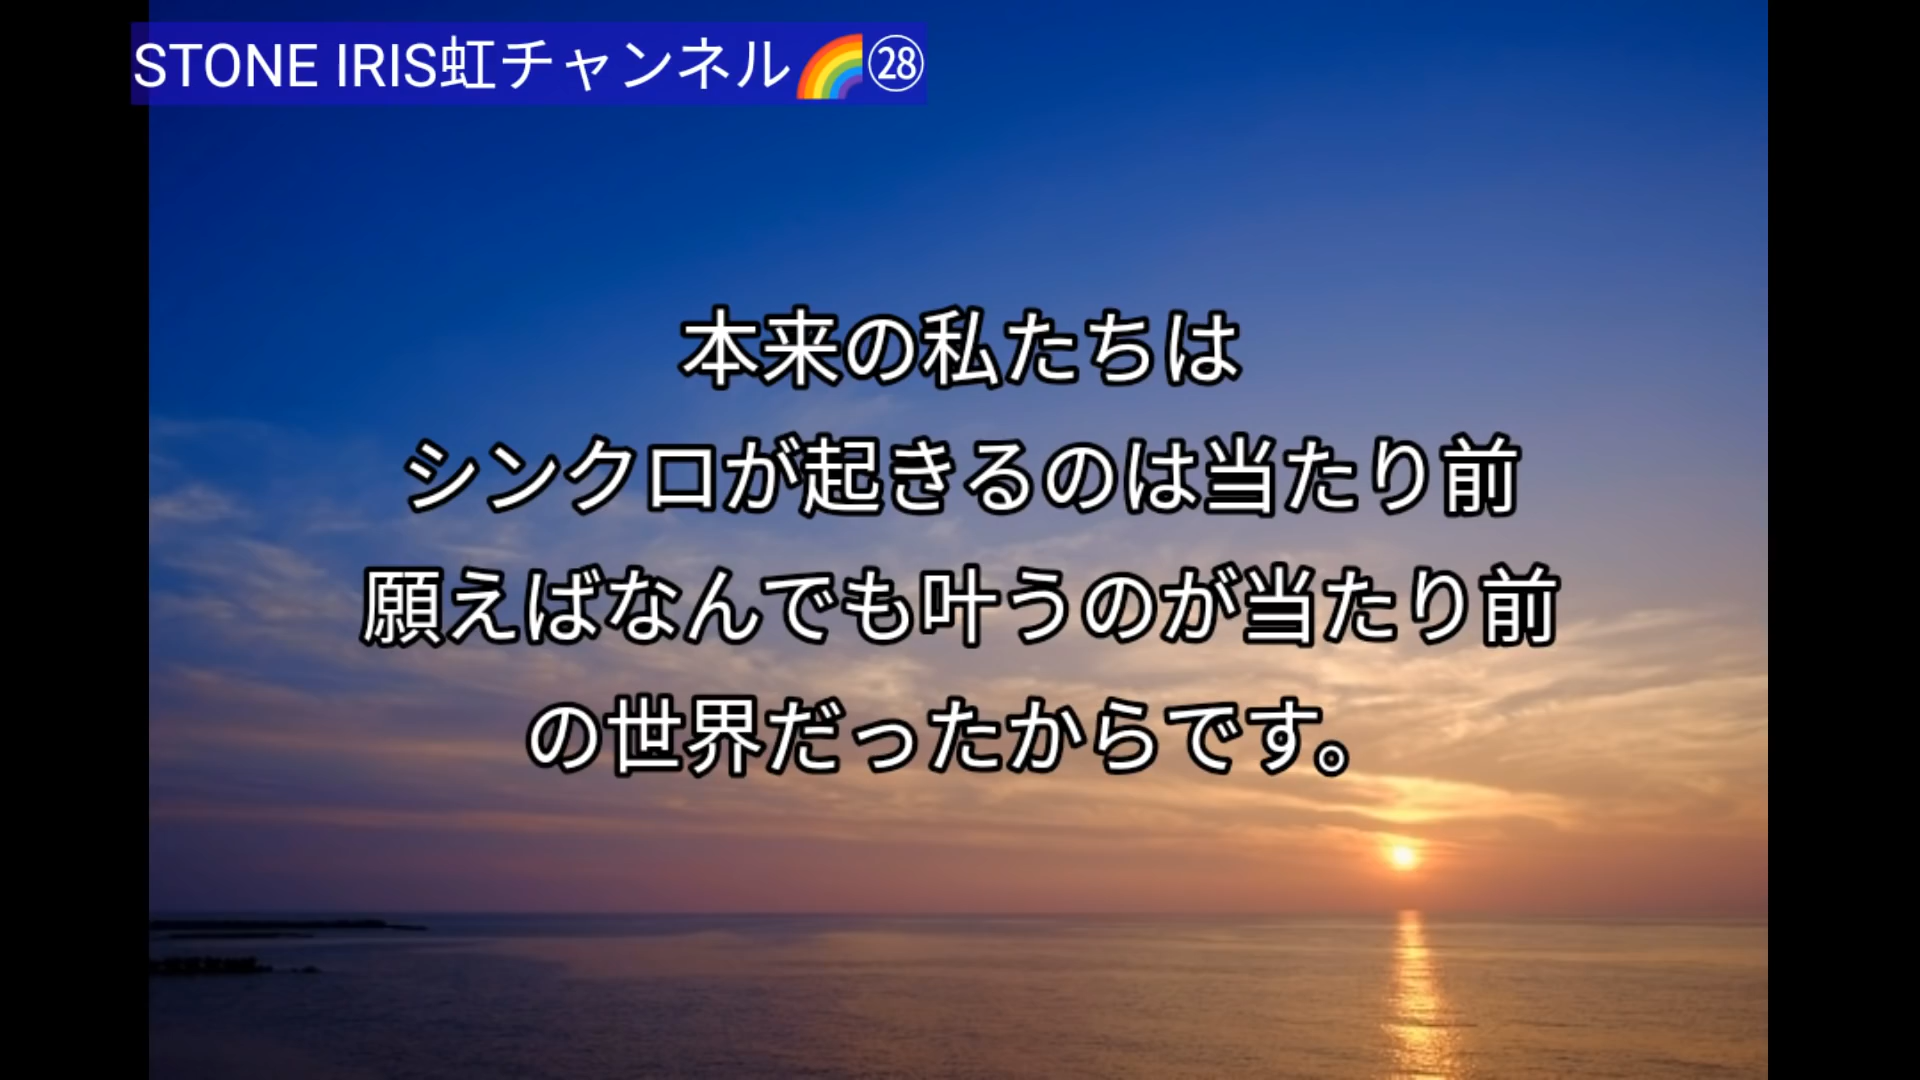 STONE IRIS虹チャンネル🌈㉘
本来の私たちは
シンクロが起きるのは当たり前
願えばなんでも叶うのが当たり前
の世界だったからです。